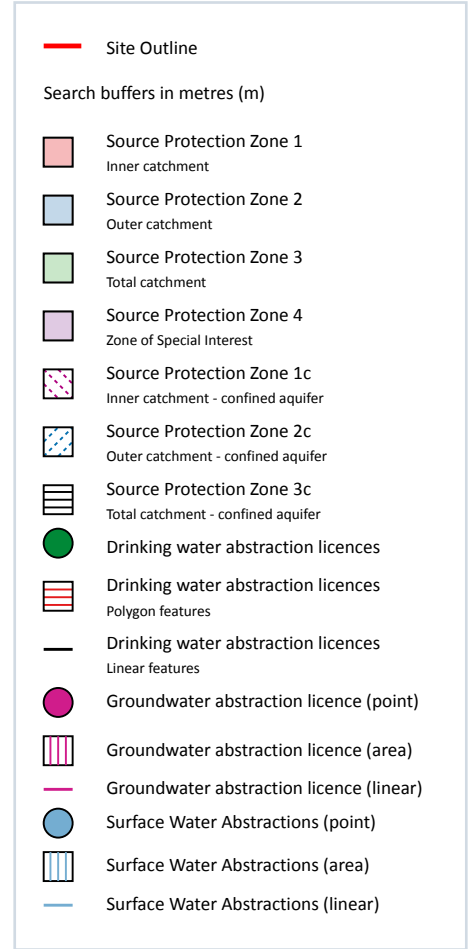 Site Outline
Search buffers in metres (m)
Source Protection Zone 1
Inner catchment
Source Protection Zone 2
Outer catchment
Source Protection Zone 3
Total catchment
Source Protection Zone 4
Zone of Special Interest
Source Protection Zone 1c
Inner catchment - confined aquifer
Source Protection Zone 2c
Outer catchment - confined aquifer
Source Protection Zone 3c
Total catchment - confined aquifer
Drinking water abstraction licences
Drinking water abstraction licences
Polygon features
Drinking water abstraction licences
Linear features
Groundwater abstraction licence (point)
Groundwater abstraction licence (area)
Groundwater abstraction licence (linear)
Surface Water Abstractions (point)
Surface Water Abstractions (area)
Surface Water Abstractions (linear)